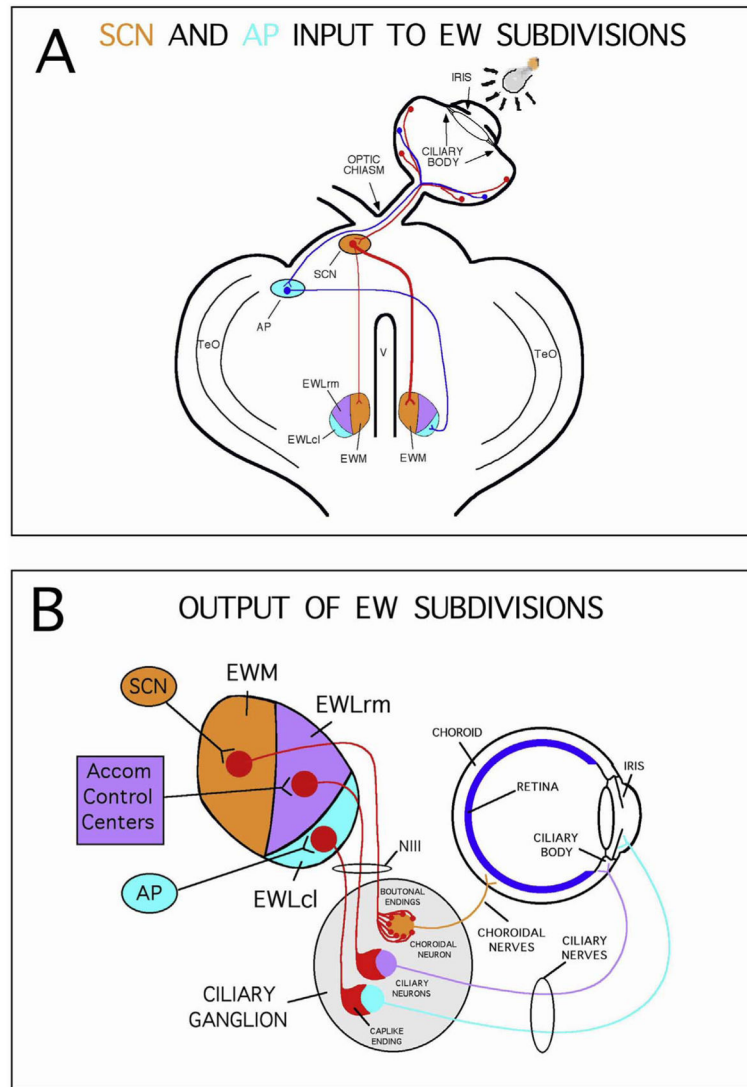 A
SCN AND AP INPUT TO EW SUBDIVISIONS
IRIS
CILIARY
BODY
OPTIC
CHIASM
SCN
AP
TeO
TeO
V
EWLrm
EWLcl
EWM
EWM
B
OUTPUT OF EW SUBDIVISIONS
SCN
EWM
EWLrm
Accom
Control
Centers
AP
EWLcl
NIII
CHOROID
IRIS
RETINA
CILIARY
BODY
BOUTONAL
ENDINGS
CHOROIDAL
NEURON
CHOROIDAL
NERVES
CILIARY
NERVES
CILIARY
NEURONS
CILIARY
GANGLION
CAPLIKE
ENDING